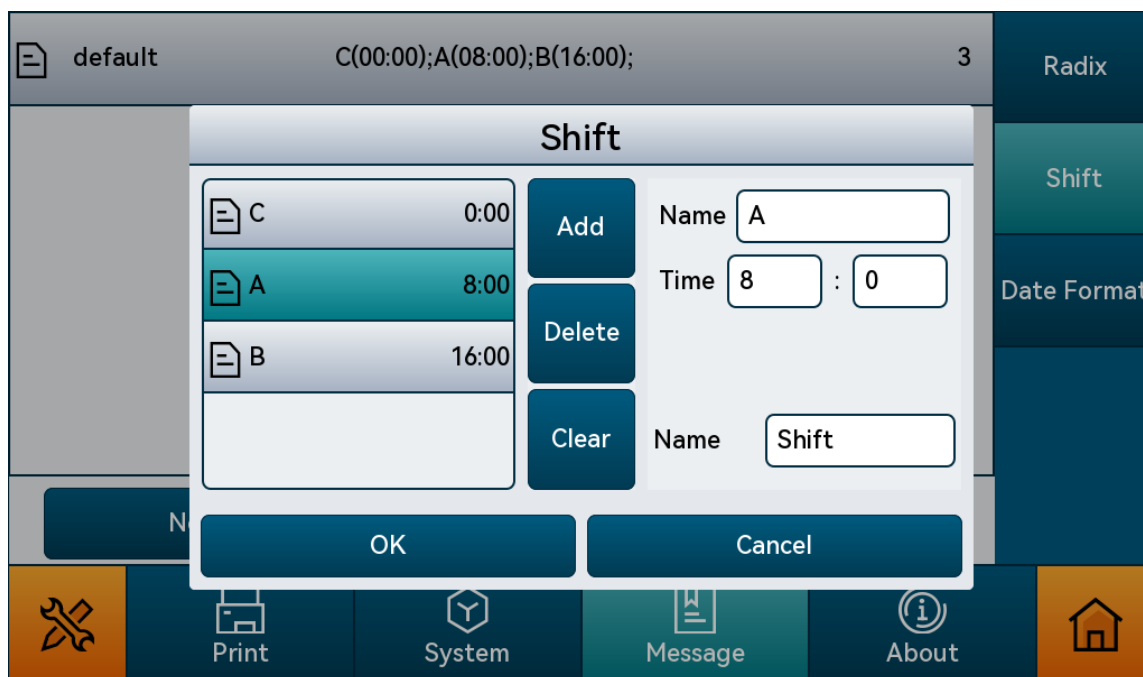 default C(00:00);A(08:00);B(16:00); 3
Radix
Shift
Date Format
Shift
C 0:00
A 8:00
B 16:00
Add
Delete
Clear
Name A
Time 8 : 0
Name Shift
OK
Cancel
Print
System
Message
About